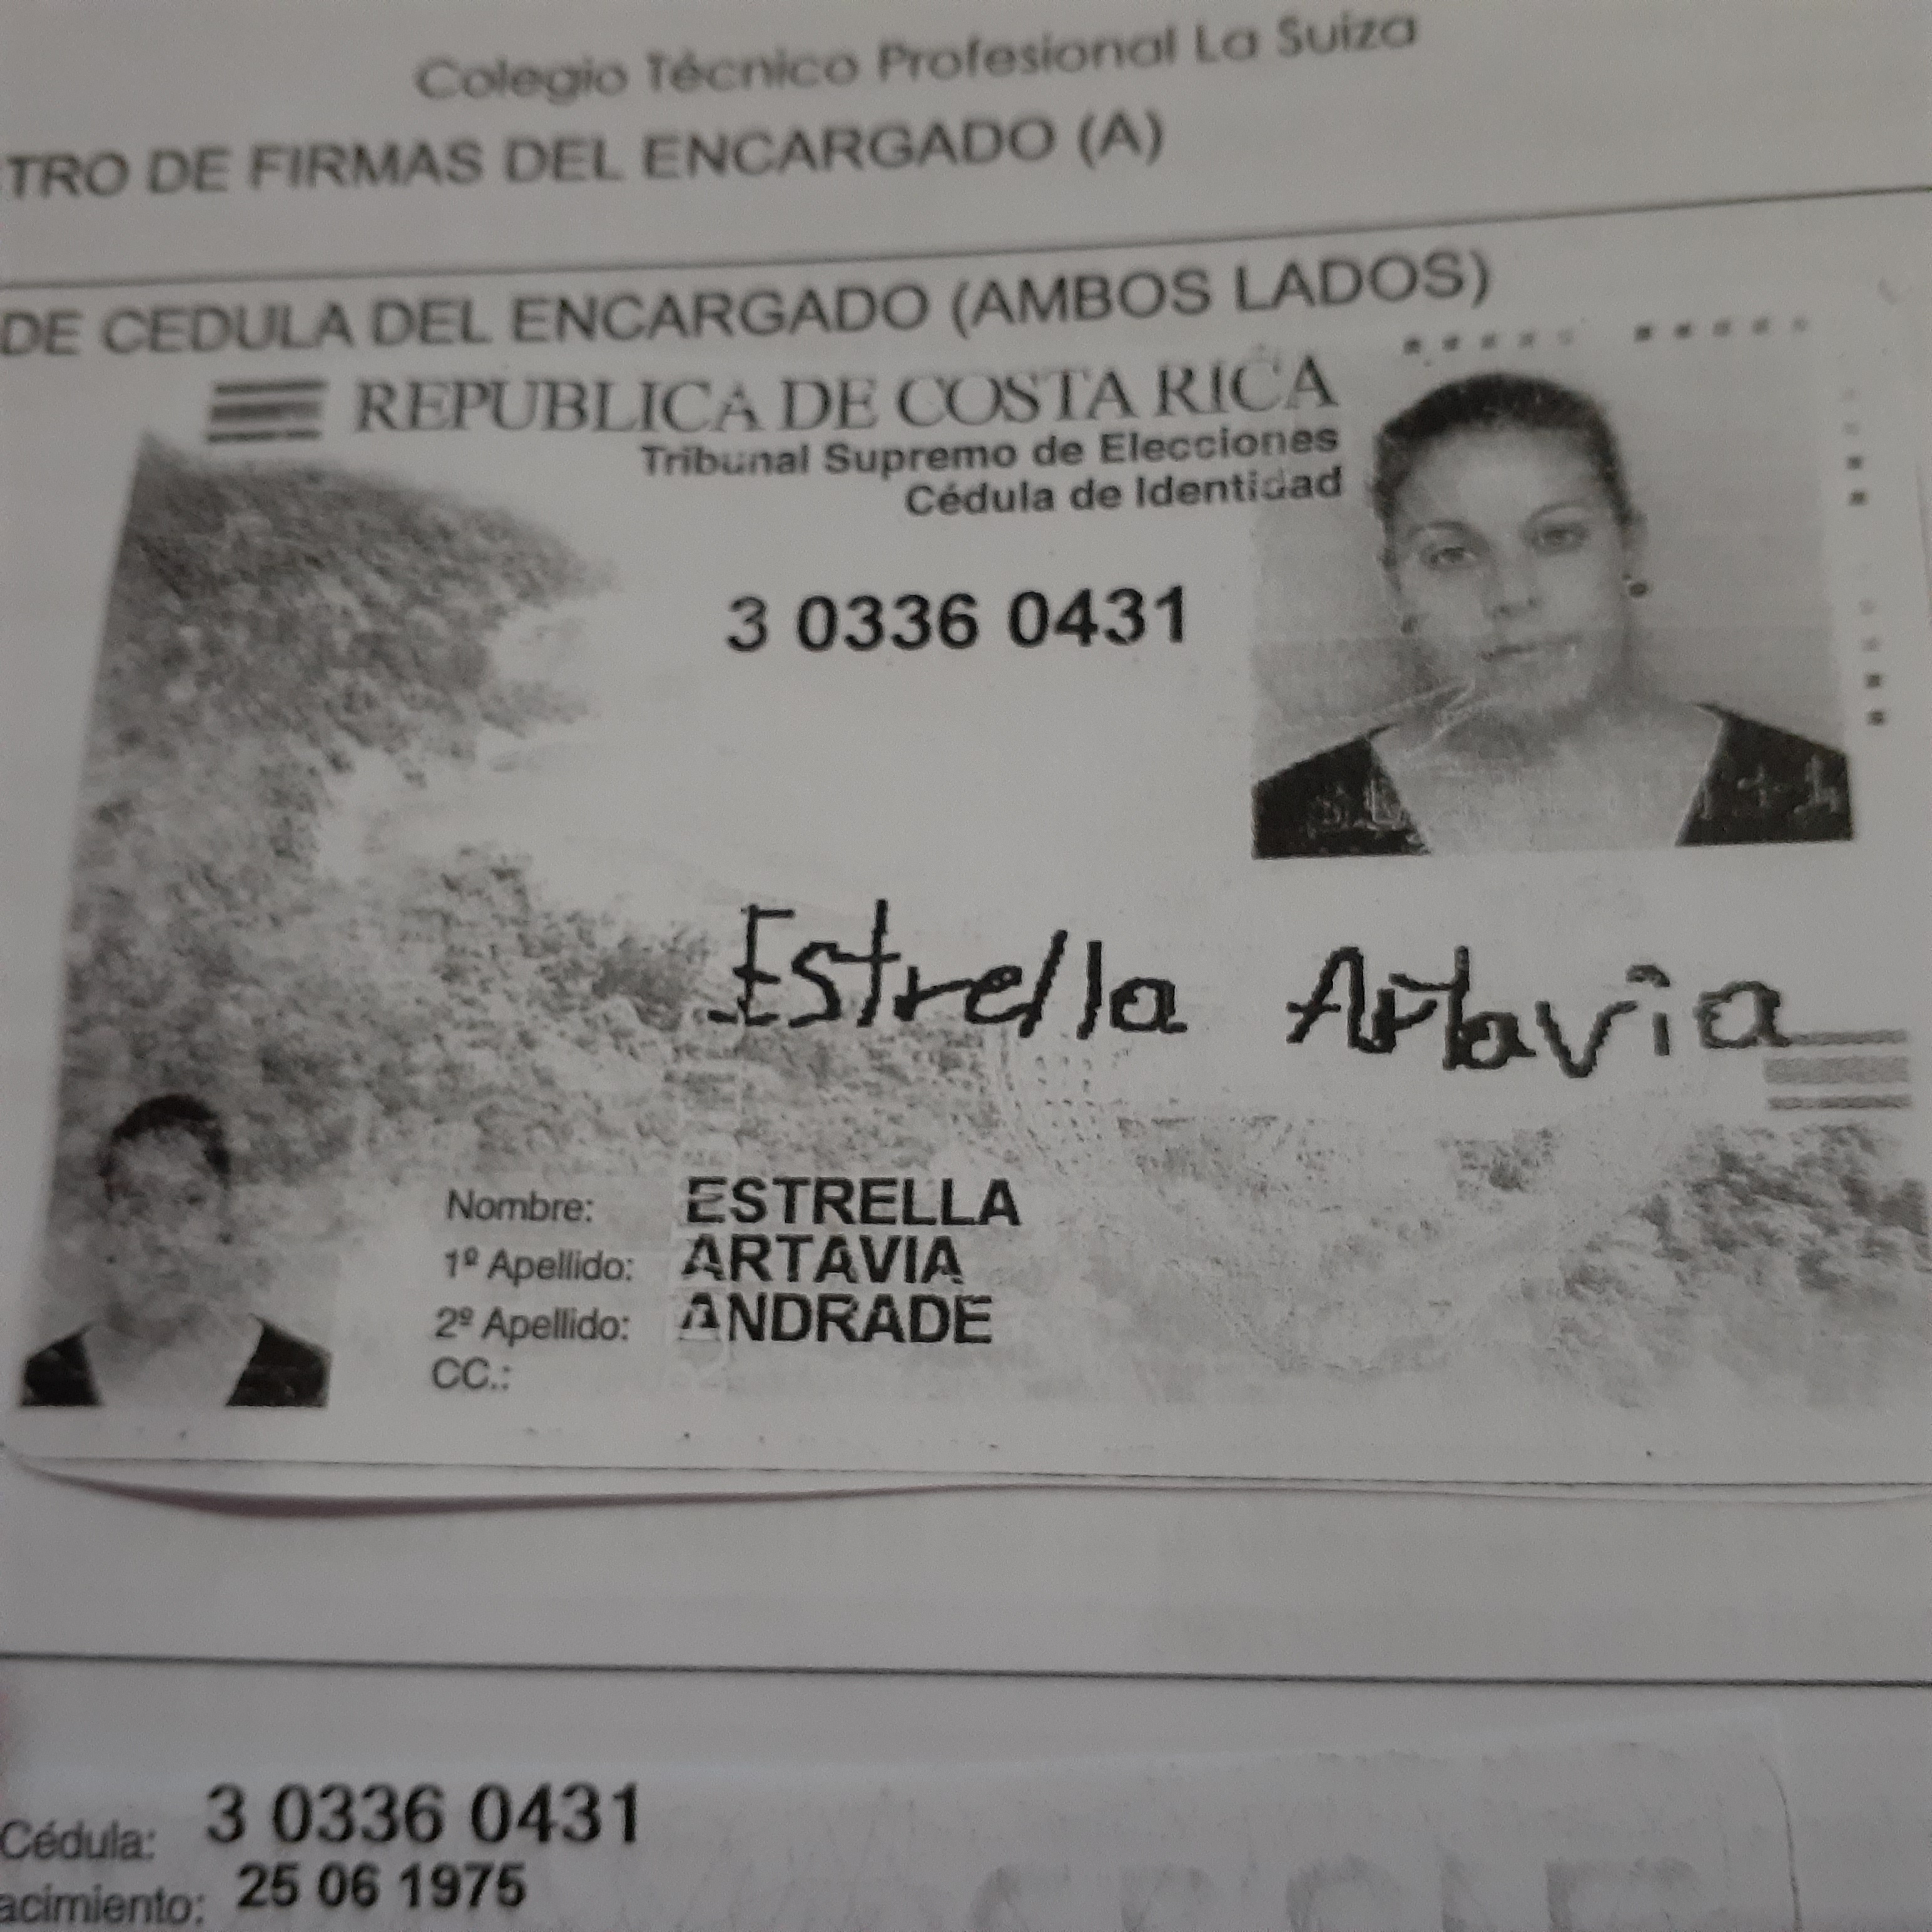 Colegio Técnico Profesional La Suiza
TRO DE FIRMAS DEL ENCARGADO (A)
DE CEDULA DEL ENCARGADO (AMBOS LADOS)
REPÚBLICA DE COSTA RICA
Tribunal Supremo de Elecciones
Cédula de Identidad
3 0336 0431
Estrella Artavia
Nombre: ESTRELLA
1º Apellido: ARTAVIA
2º Apellido: ANDRADE
CC.:
Cédula: 3 0336 0431
acimiento: 25 06 1975